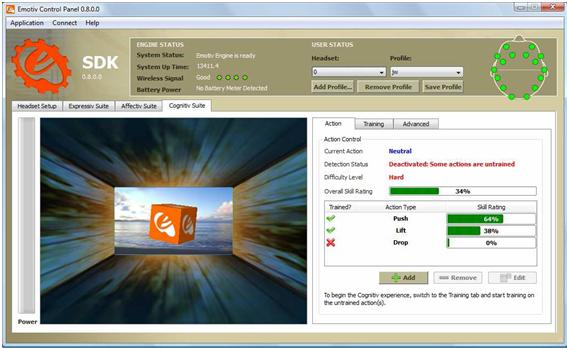 Emotiv Control Panel 0.8.0.0
Application Connect Help
SDK
0.8.0.0
ENGINE STATUS
System Status: Emotiv Engine is ready
System Up Time: 13411.4
Wireless Signal Good
Battery Power No Battery Meter Detected
USER STATUS
Headset: Profile:
0 jw
Add Profile... Remove Profile Save Profile
Headset Setup Expressiv Suite Affectiv Suite Cognitiv Suite
Power
Action Training Advanced
Action Control
Current Action Neutral
Detection Status Deactivated: Some actions are untrained
Difficulty Level Hard
Overall Skill Rating 34%
Trained? Action Type Skill Rating
Push 64%
Lift 38%
Drop 0%
Add Remove Edit
To begin the Cognitiv experience, switch to the Training tab and start training on
the untrained action(s).